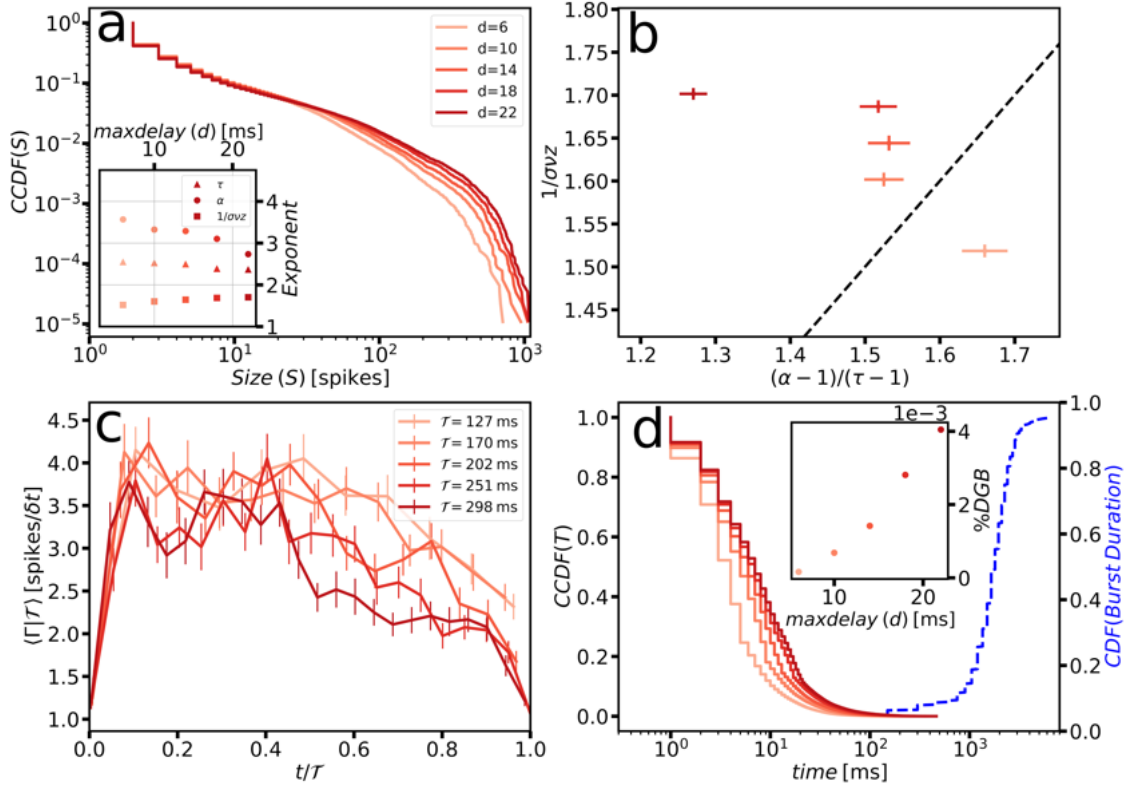 a
10^0
10^-1
10^-2
10^-3
10^-4
10^-5
CCDF(S)
d=6
d=10
d=14
d=18
d=22
maxdelay (d) [ms]
10 20
τ
α
1/σνz
4
3
2
1
Exponent
10^0 10^1 10^2 10^3
Size (S) [spikes]
b
1.80
1.75
1.70
1.65
1.60
1.55
1.50
1.45
1/σνz
1.2 1.3 1.4 1.5 1.6 1.7
(α − 1)/(τ − 1)
c
4.5
4.0
3.5
3.0
2.5
2.0
1.5
1.0
⟨Γ|𝒯⟩ [spikes/δt]
𝒯 = 127 ms
𝒯 = 170 ms
𝒯 = 202 ms
𝒯 = 251 ms
𝒯 = 298 ms
0.0 0.2 0.4 0.6 0.8 1.0
t/𝒯
d
1.0
0.8
0.6
0.4
0.2
0.0
CCDF(T)
1e−3
4
2
0
%DGB
10 20
maxdelay (d) [ms]
1.0
0.8
0.6
0.4
0.2
0.0
CDF(Burst Duration)
10^0 10^1 10^2 10^3
time [ms]